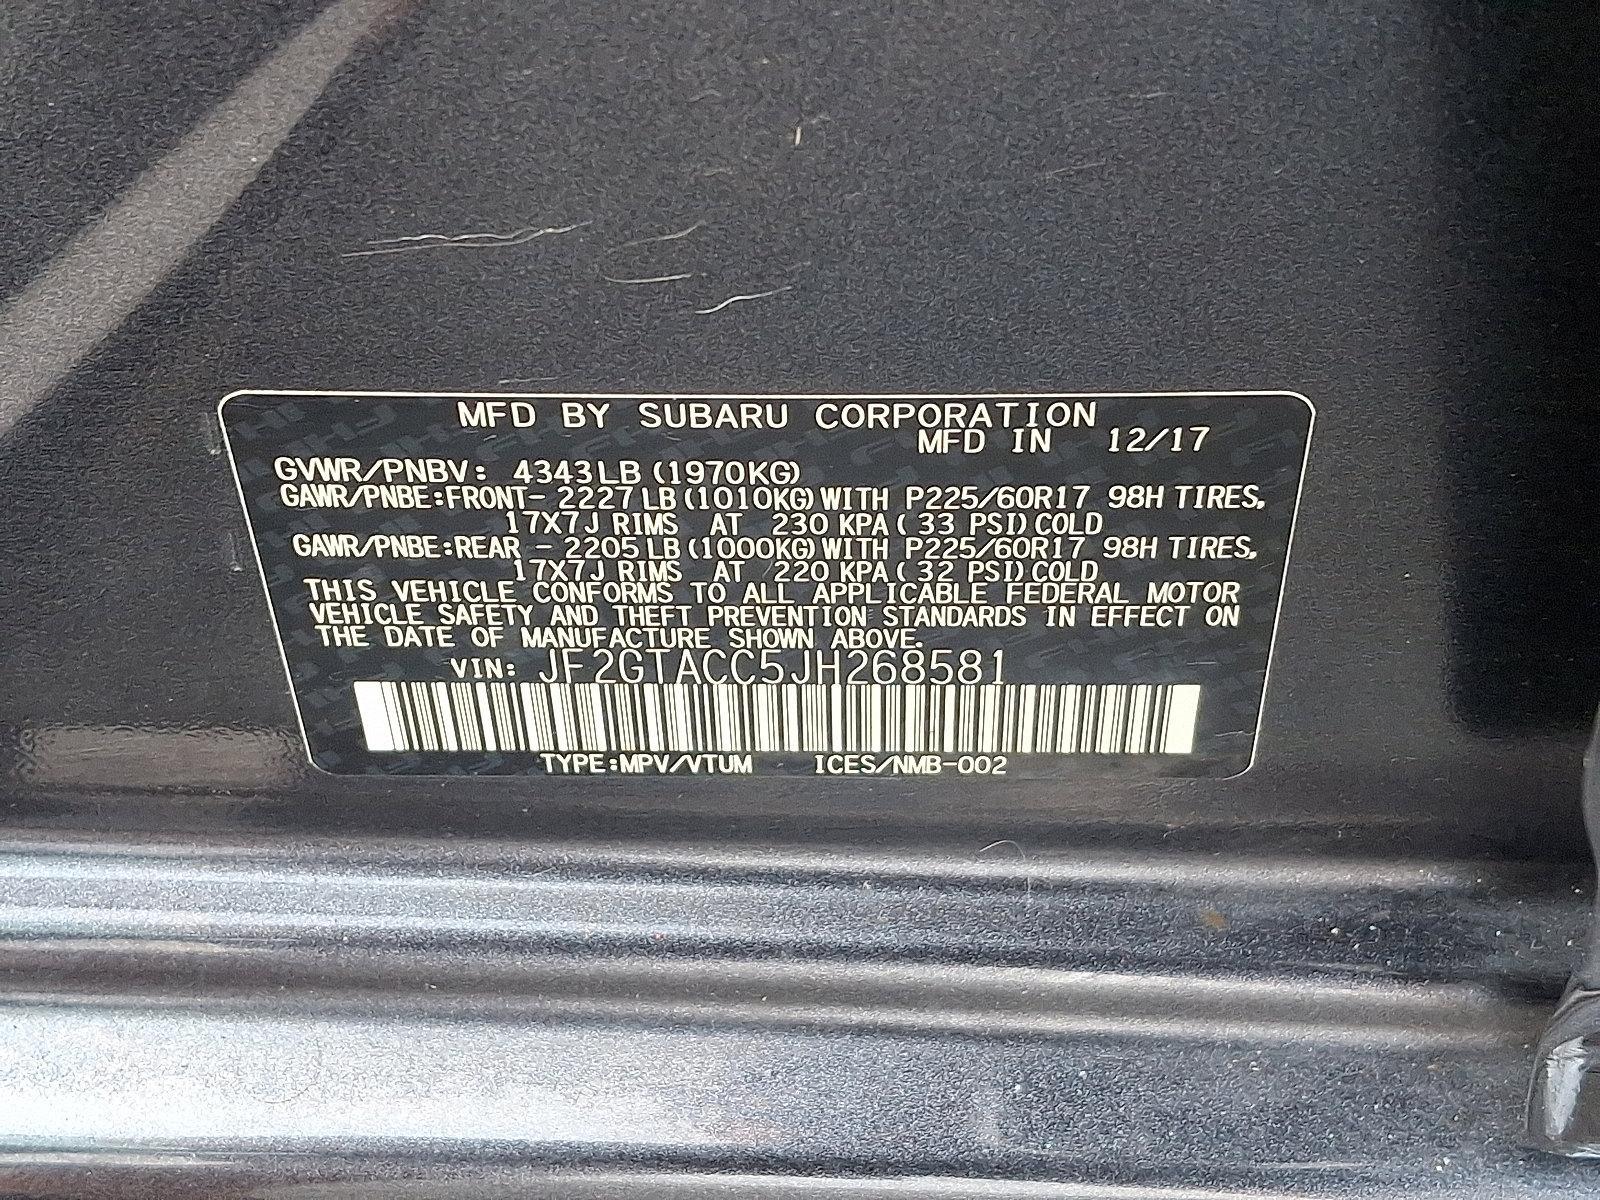 MFD BY SUBARU CORPORATION
MFD IN 12/17
GVWR/PNBV: 4343LB (1970KG)
GAWR/PNBE:FRONT- 2227LB (1010KG) WITH P225/60R17 98H TIRES,
17X7J RIMS AT 230 KPA( 33 PSI) COLD
GAWR/PNBE:REAR - 2205LB (1000KG) WITH P225/60R17 98H TIRES,
17X7J RIMS AT 220 KPA( 32 PSI) COLD
THIS VEHICLE CONFORMS TO ALL APPLICABLE FEDERAL MOTOR
VEHICLE SAFETY AND THEFT PREVENTION STANDARDS IN EFFECT ON
THE DATE OF MANUFACTURE SHOWN ABOVE.
VIN: JF2GTACC5JH268581
TYPE:MPV/VTUM ICES/NMB-002